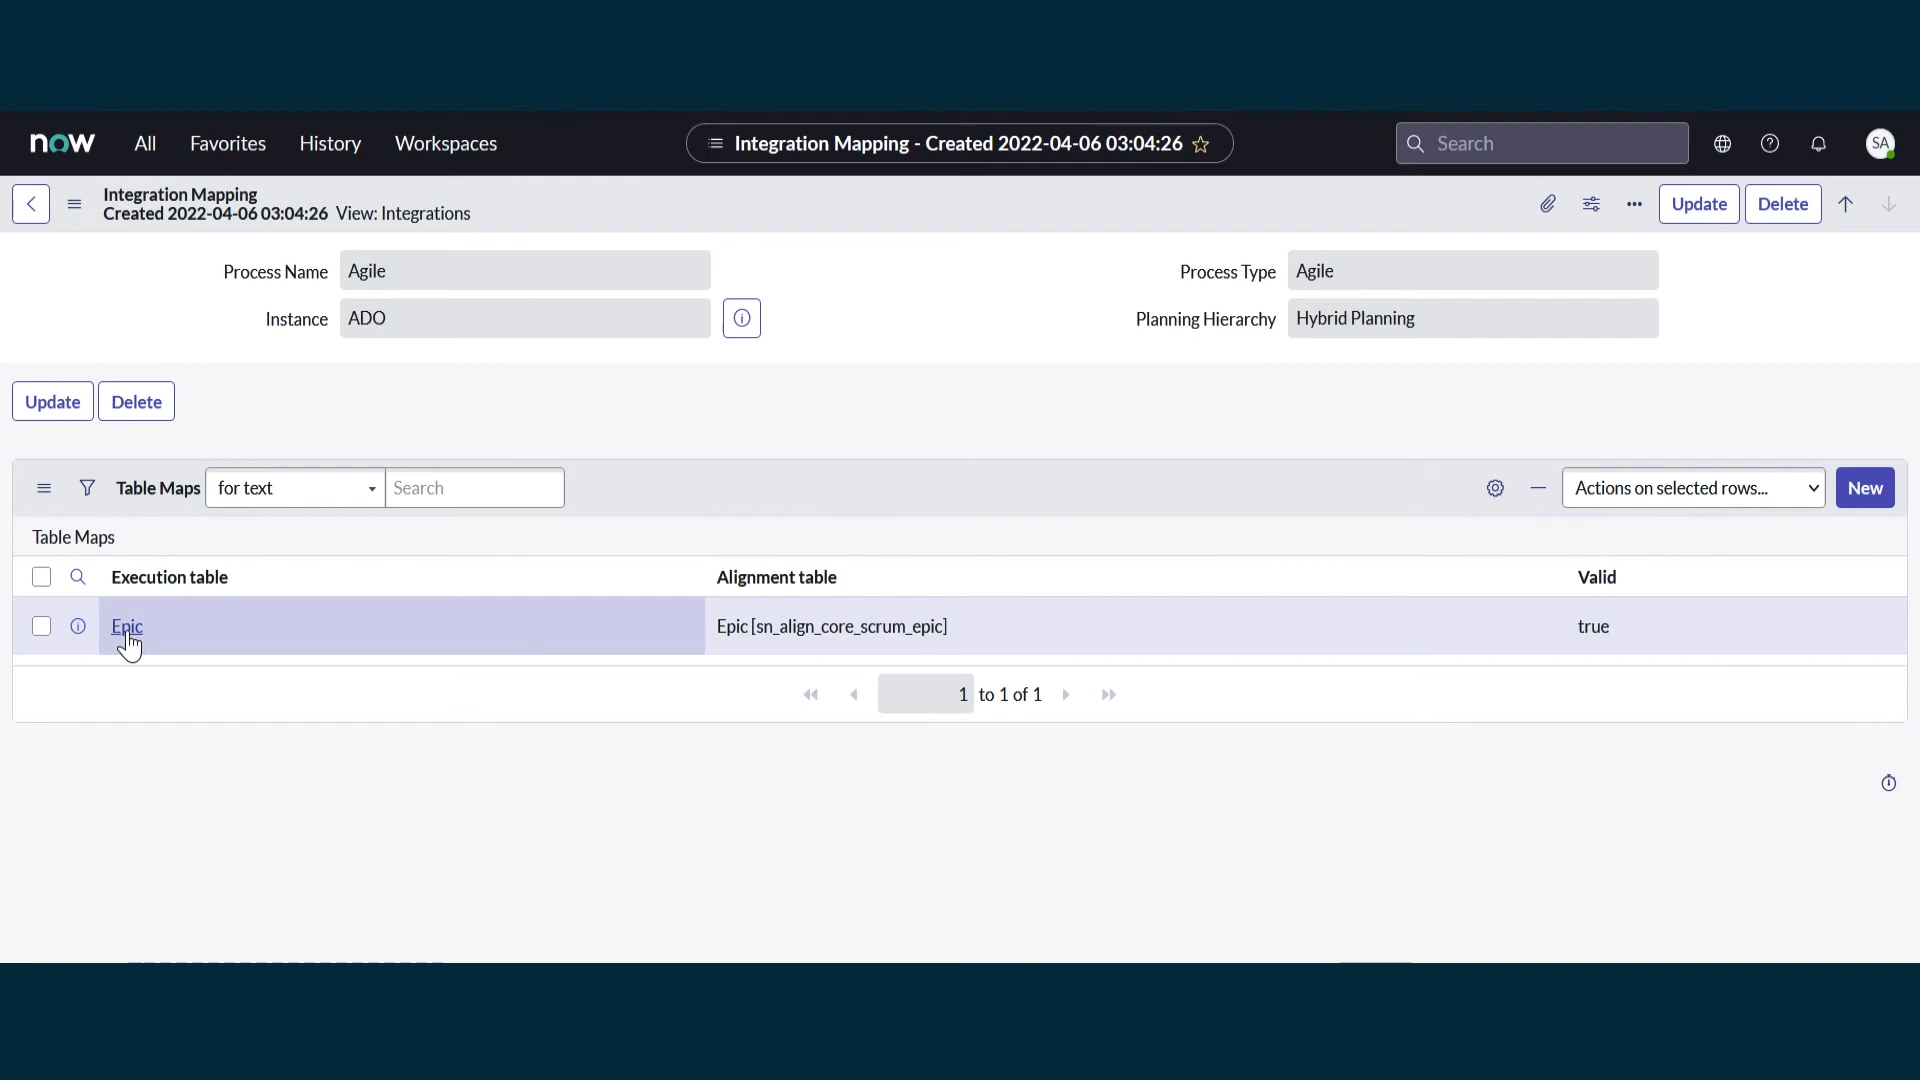 now All Favorites History Workspaces Integration Mapping - Created 2022-04-06 03:04:26 Search SA
Integration Mapping
Created 2022-04-06 03:04:26 View: Integrations Update Delete
Process Name Agile Process Type Agile
Instance ADO Planning Hierarchy Hybrid Planning
Update Delete
Table Maps for text Search Actions on selected rows... New
Table Maps
Execution table Alignment table Valid
Epic Epic [sn_align_core_scrum_epic] true
1 to 1 of 1